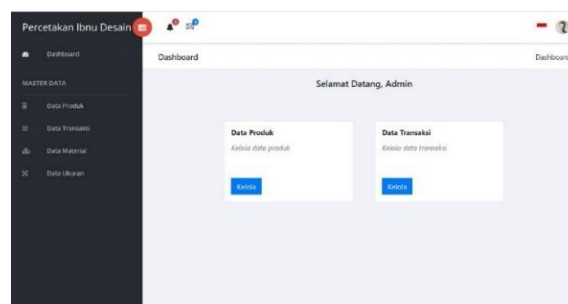 Percetakan Ibnu Desain
Dashboard
MASTER DATA
Data Produk
Data Transaksi
Data Material
Data Ukuran
Dashboard
Dashboard
Selamat Datang, Admin
Data Produk
Kelola data produk
Kelola
Data Transaksi
Kelola data transaksi
Kelola